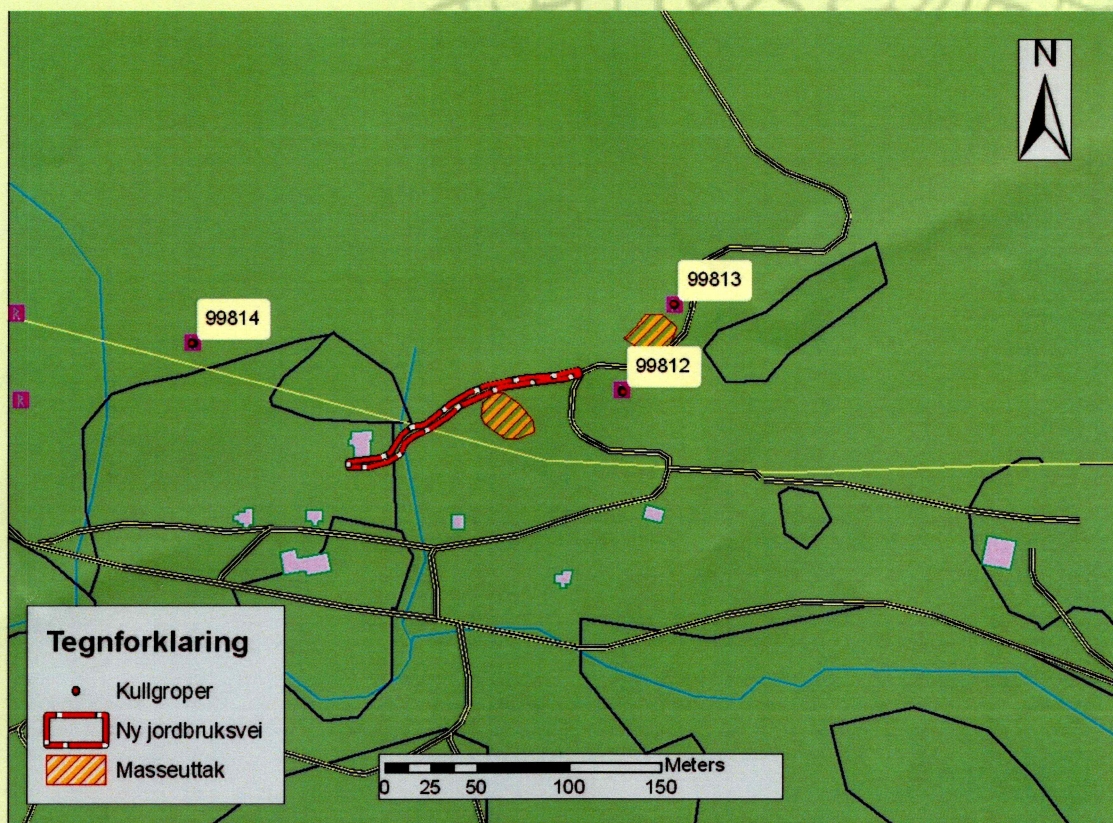 N
99813
99814
99812
R
R
Tegnforklaring
Kullgroper
Ny jordbruksvei
Masseuttak
Meters
0 25 50 100 150